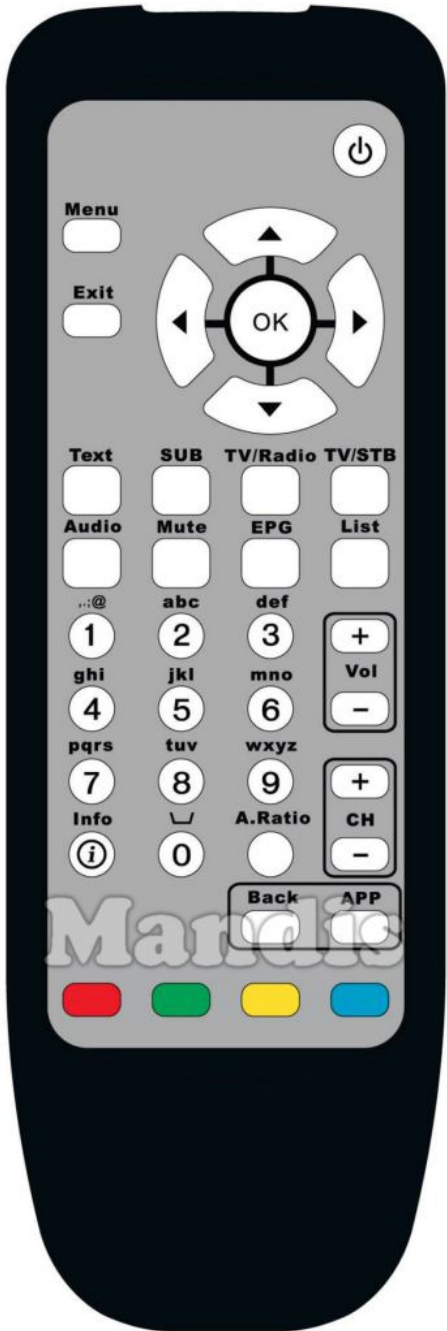 Menu
Exit
OK
Text SUB TV/Radio TV/STB
Audio Mute EPG List
,.;@ abc def
1 2 3 +
ghi jkl mno Vol
4 5 6 -
pqrs tuv wxyz
7 8 9 +
Info A.Ratio CH
i 0 -
Back APP
Mandis